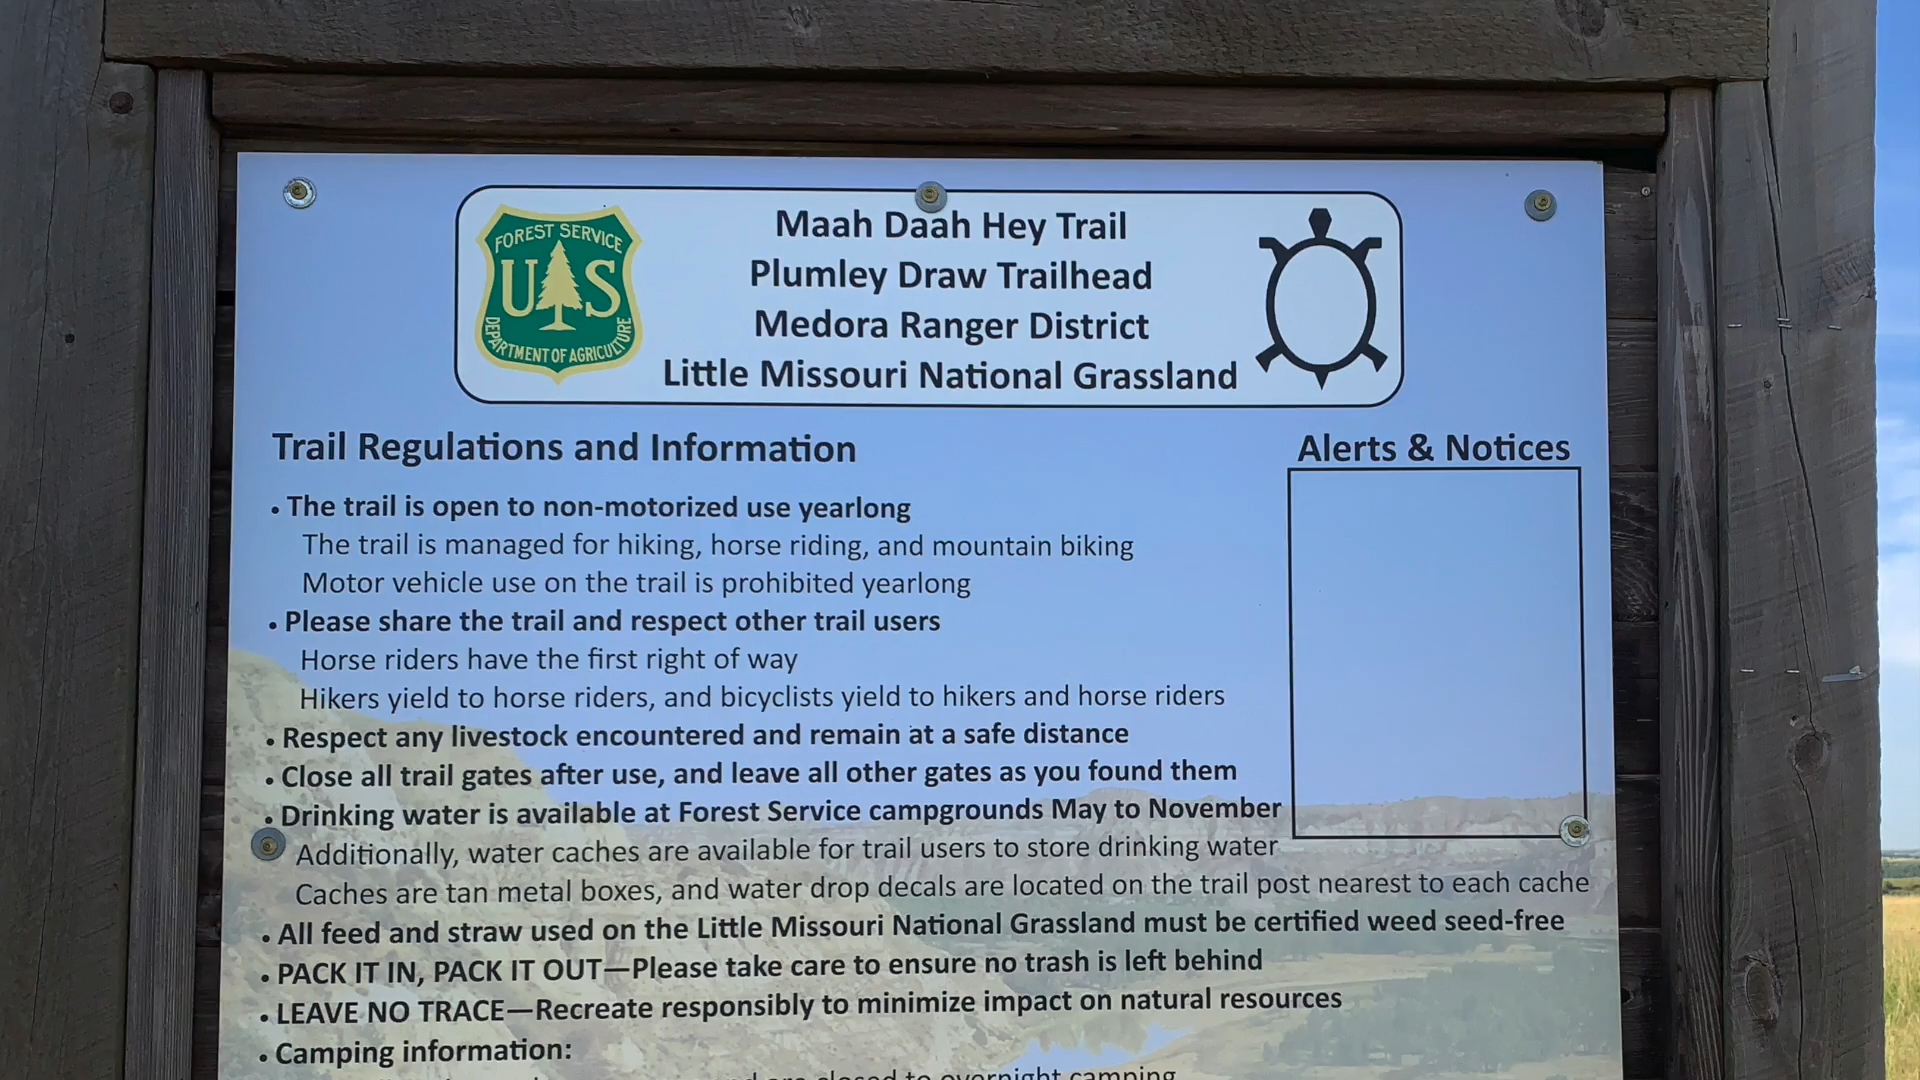 FOREST SERVICE
U S
DEPARTMENT OF AGRICULTURE
Maah Daah Hey Trail
Plumley Draw Trailhead
Medora Ranger District
Little Missouri National Grassland
Trail Regulations and Information
Alerts & Notices
• The trail is open to non-motorized use yearlong
The trail is managed for hiking, horse riding, and mountain biking
Motor vehicle use on the trail is prohibited yearlong
• Please share the trail and respect other trail users
Horse riders have the first right of way
Hikers yield to horse riders, and bicyclists yield to hikers and horse riders
• Respect any livestock encountered and remain at a safe distance
• Close all trail gates after use, and leave all other gates as you found them
• Drinking water is available at Forest Service campgrounds May to November
Additionally, water caches are available for trail users to store drinking water
Caches are tan metal boxes, and water drop decals are located on the trail post nearest to each cache
• All feed and straw used on the Little Missouri National Grassland must be certified weed seed-free
• PACK IT IN, PACK IT OUT—Please take care to ensure no trash is left behind
• LEAVE NO TRACE—Recreate responsibly to minimize impact on natural resources
• Camping information:
are closed to overnight camping